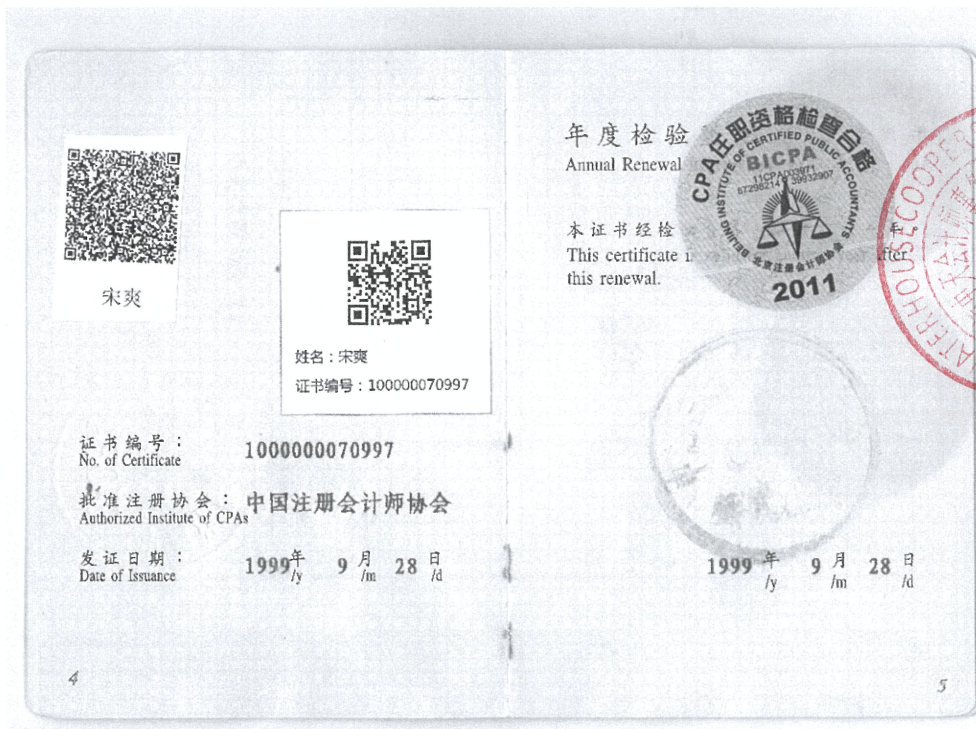 宋爽
姓名：宋爽
证书编号：100000070997
证书编号：
No. of Certificate
1000000070997
批准注册协会：
Authorized Institute of CPAs
中国注册会计师协会
发证日期：
Date of Issuance
1999年 9月 28日
/y /m /d
4
年度检验
Annual Renewal
本证书经检 年。
This certificate
this renewal.
CPA任职资格检查合格
BEIJING INSTITUTE OF CERTIFIED PUBLIC ACCOUNTANTS
BICPA
北京注册会计师协会
2011
ATERHOUSECOOPER
1999年 9月 28日
/y /m /d
5